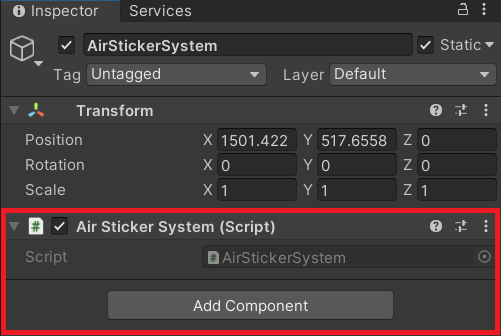 Inspector Services
AirStickerSystem Static
Tag Untagged Layer Default
Transform
Position X 1501.422 Y 517.6558 Z 0
Rotation X 0 Y 0 Z 0
Scale X 1 Y 1 Z 1
# Air Sticker System (Script)
Script # AirStickerSystem
Add Component